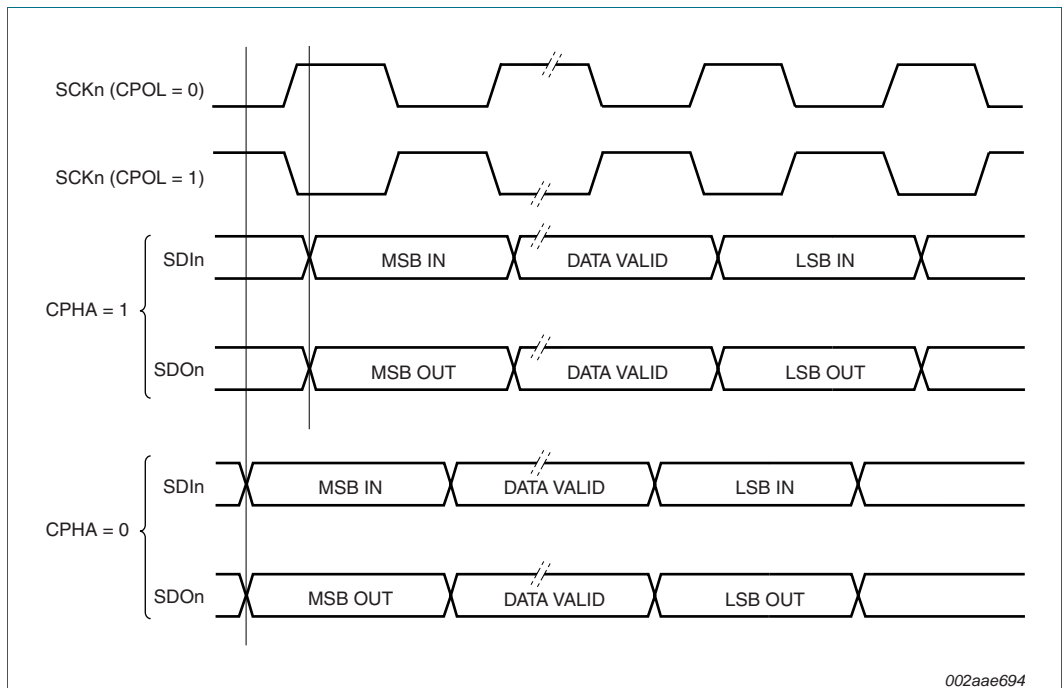 SCKn (CPOL = 0)
SCKn (CPOL = 1)
CPHA = 1
SDIn MSB IN DATA VALID LSB IN
SDOn MSB OUT DATA VALID LSB OUT
CPHA = 0
SDIn MSB IN DATA VALID LSB IN
SDOn MSB OUT DATA VALID LSB OUT
002aae694